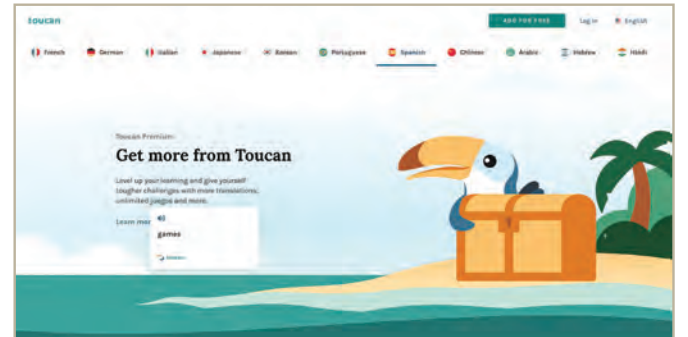 toucan
ADD FOR FREE Log in English
French German Italian Japanese Korean Portuguese Spanish Chinese Arabic Hebrew Hindi
Toucan Premium
Get more from Toucan
Level up your learning and give yourself
tougher challenges with more translations,
unlimited juegos and more.
Learn mor
games